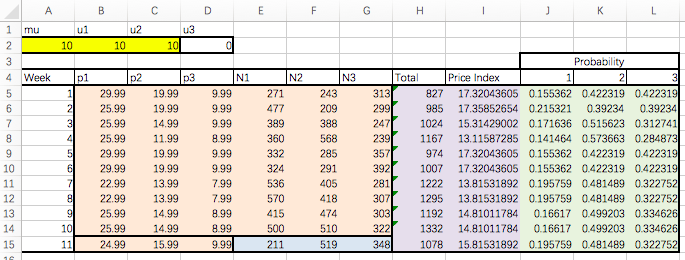 A B C D E F G H I J K L
1 mu u1 u2 u3
2 10 10 10 0
3 Probability
4 Week p1 p2 p3 N1 N2 N3 Total Price Index 1 2 3
5 1 29.99 19.99 9.99 271 243 313 827 17.32043605 0.155362 0.422319 0.422319
6 2 25.99 19.99 9.99 477 209 299 985 17.35852654 0.215321 0.39234 0.39234
7 3 25.99 14.99 9.99 389 388 247 1024 15.31429002 0.171636 0.515623 0.312741
8 4 25.99 11.99 8.99 360 568 239 1167 13.11587285 0.141464 0.573663 0.284873
9 5 29.99 19.99 9.99 332 285 357 974 17.32043605 0.155362 0.422319 0.422319
10 6 29.99 19.99 9.99 324 291 392 1007 17.32043605 0.155362 0.422319 0.422319
11 7 22.99 13.99 7.99 536 405 281 1222 13.81531892 0.195759 0.481489 0.322752
12 8 22.99 13.99 7.99 570 418 307 1295 13.81531892 0.195759 0.481489 0.322752
13 9 25.99 14.99 8.99 415 474 303 1192 14.81011784 0.16617 0.499203 0.334626
14 10 25.99 14.99 8.99 500 510 322 1332 14.81011784 0.16617 0.499203 0.334626
15 11 24.99 15.99 9.99 211 519 348 1078 15.81531892 0.195759 0.481489 0.322752